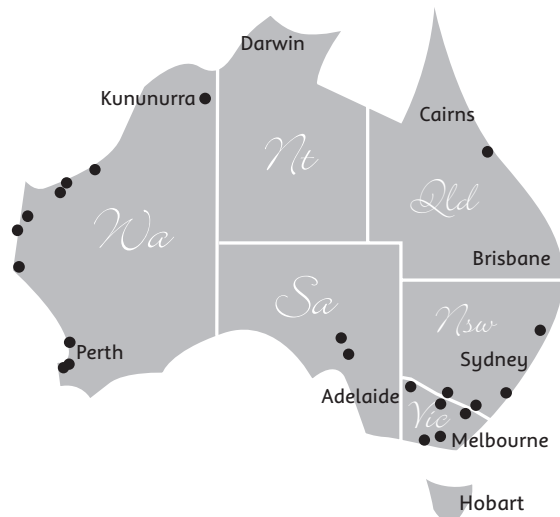 Darwin
Kununurra
Cairns
Nt
Qld
Wa
Brisbane
Sa
Nsw
Perth
Sydney
Adelaide
Vic
Melbourne
Hobart